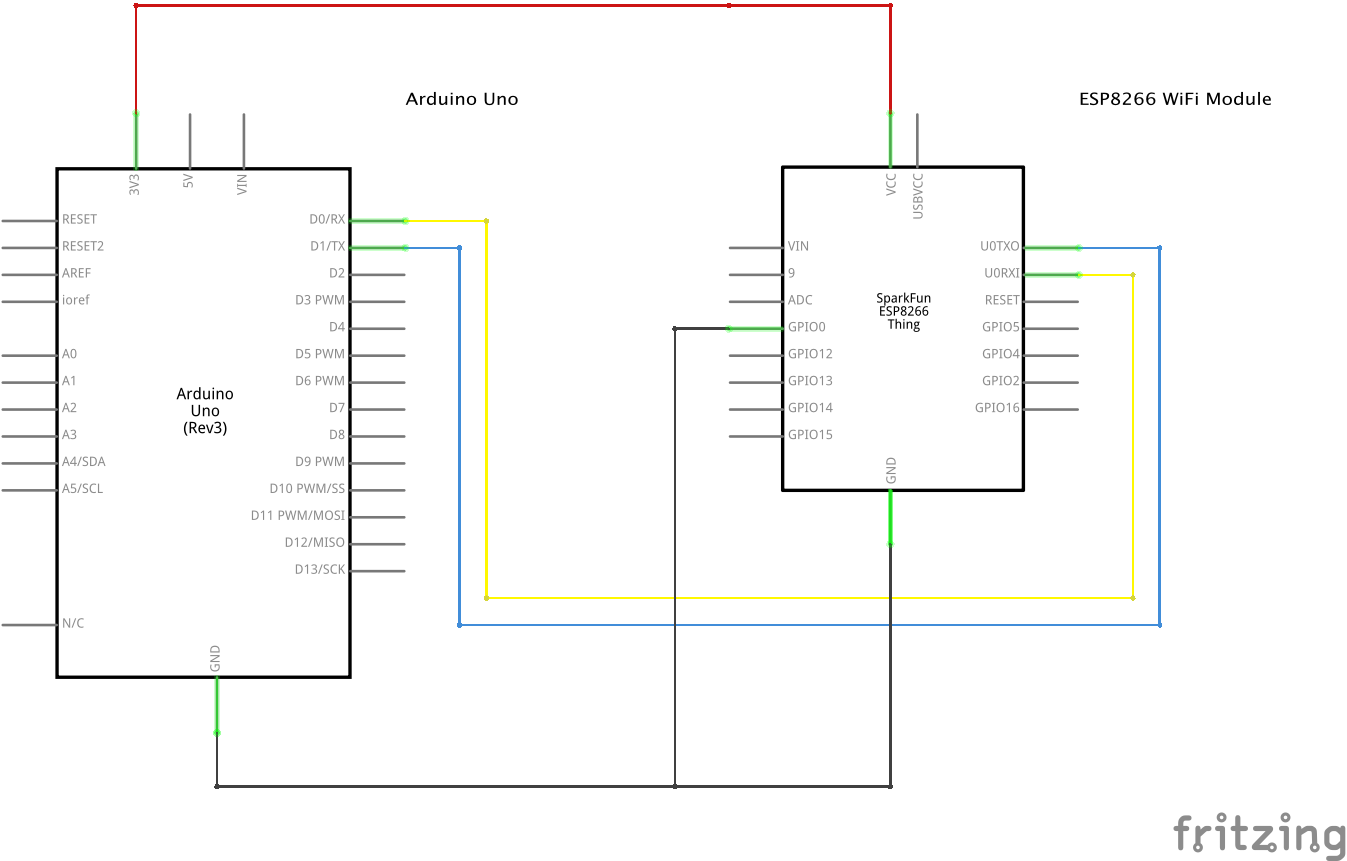 Arduino Uno
ESP8266 WiFi Module
3V3
5V
VIN
RESET
RESET2
AREF
ioref
A0
A1
A2
A3
A4/SDA
A5/SCL
N/C
Arduino
Uno
(Rev3)
D0/RX
D1/TX
D2
D3 PWM
D4
D5 PWM
D6 PWM
D7
D8
D9 PWM
D10 PWM/SS
D11 PWM/MOSI
D12/MISO
D13/SCK
GND
VCC
USBVCC
VIN
9
ADC
GPIO0
GPIO12
GPIO13
GPIO14
GPIO15
SparkFun
ESP8266
Thing
U0TXO
U0RXI
RESET
GPIO5
GPIO4
GPIO2
GPIO16
GND
fritzing